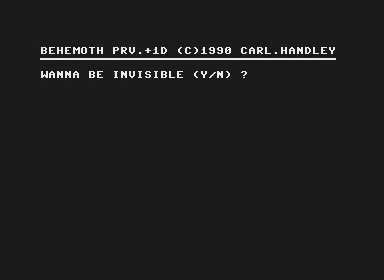 BEHEMOTH PRV.+1D (C)1990 CARL.HANDLEY
WANNA BE INVISIBLE (Y/N) ?